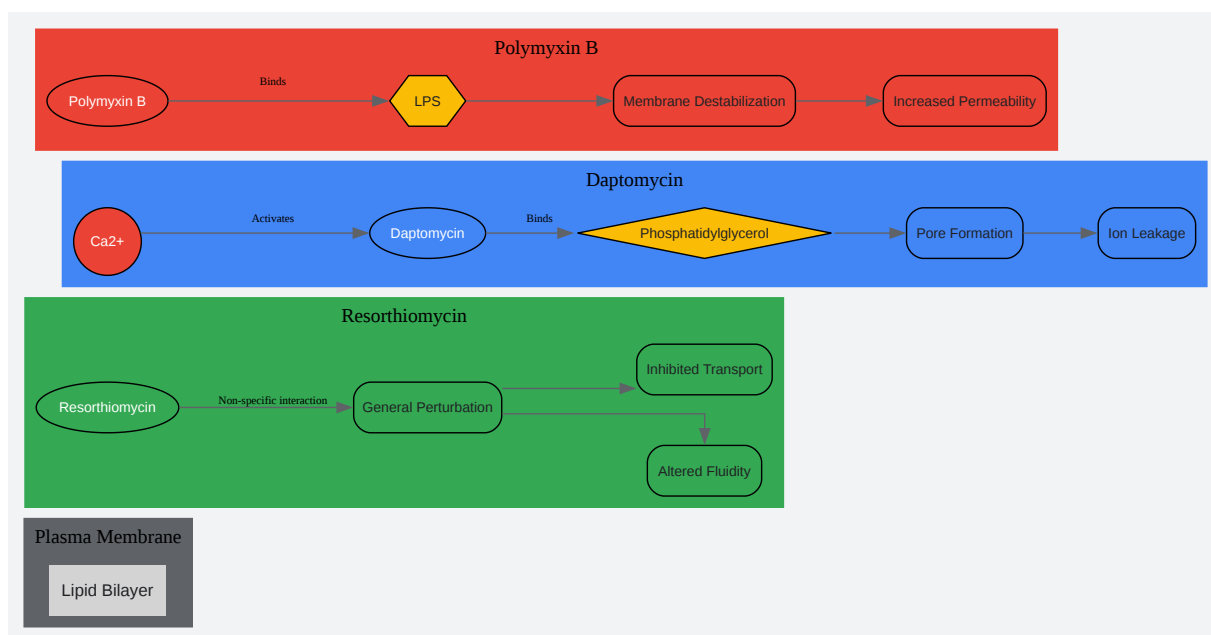 Polymyxin B
Polymyxin B
Binds
LPS
Membrane Destabilization
Increased Permeability
Daptomycin
Ca2+
Activates
Daptomycin
Binds
Phosphatidylglycerol
Pore Formation
Ion Leakage
Resorthiomycin
Resorthiomycin
Non-specific interaction
General Perturbation
Inhibited Transport
Altered Fluidity
Plasma Membrane
Lipid Bilayer